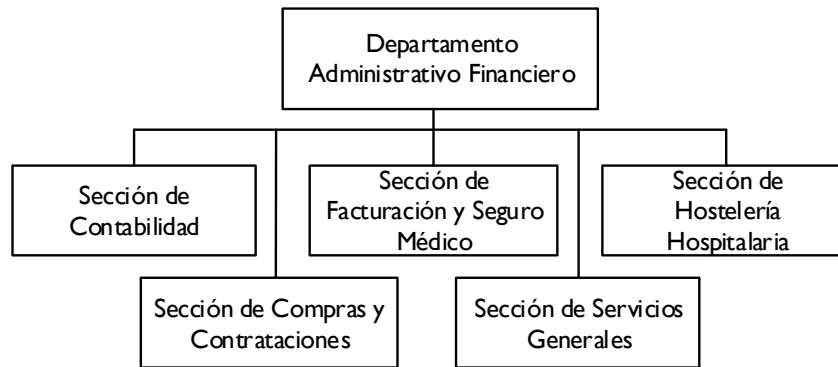 Departamento
Administrativo Financiero
Sección de
Contabilidad
Sección de
Facturación y Seguro
Médico
Sección de
Hostelería
Hospitalaria
Sección de Compras y
Contrataciones
Sección de Servicios
Generales